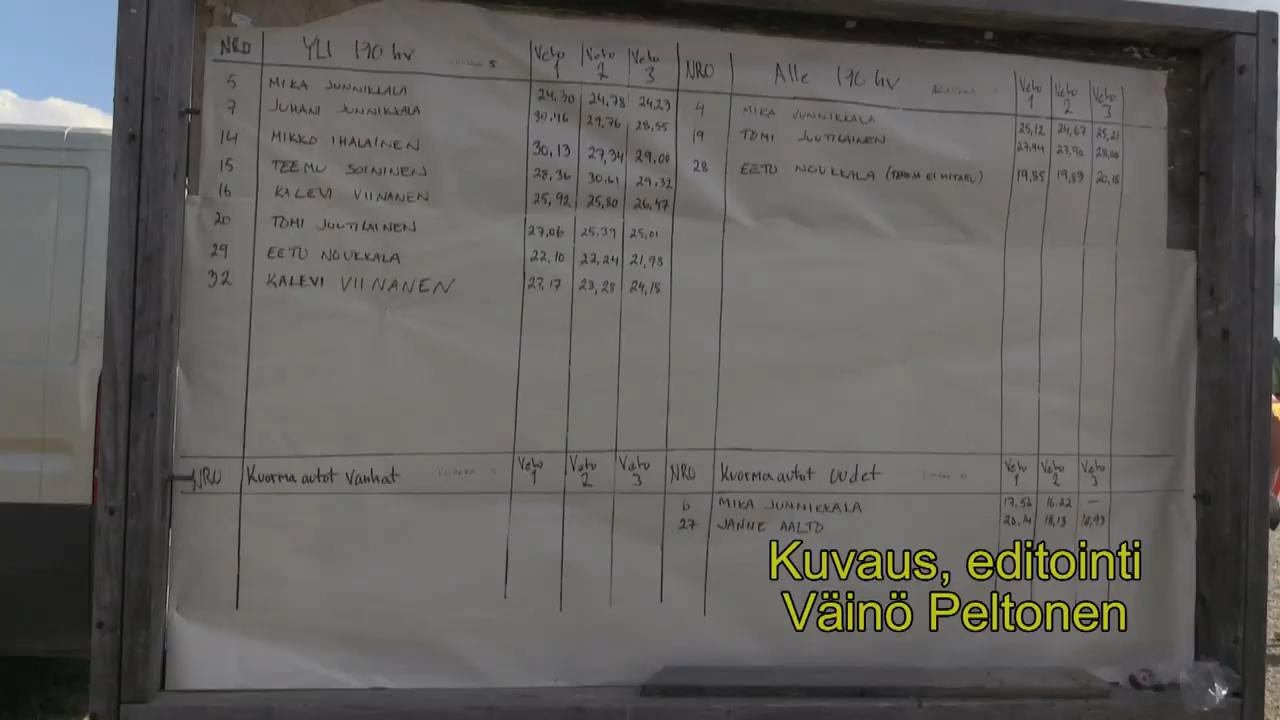 NRO YLI 190 hv Veto 1 Veto 2 Veto 3
5 MIKA JUNNIKKALA 24,30 24,78 24,23
7 JUHANI JUNNIKKALA 30,46 29,76 28,55
14 MIKKO IHALAINEN 30,13 27,34 29,00
15 TEEMU SOININEN 28,36 30,61 29,32
16 KALEVI VIINANEN 25,92 25,80 26,47
20 TOMI JUUTILAINEN 27,06 25,39 25,01
29 EETU NOUKKALA 22,10 22,24 21,98
32 KALEVI VIINANEN 23,28 24,15
NRO Alle 190 hv Veto 1 Veto 2 Veto 3
4 MIKA JUNNIKKALA 25,12 24,67 25,21
19 TOMI JUUTILAINEN 27,94 27,90 28,00
28 EETU NOUKKALA 19,85 19,89 20,18
NRO Kuorma autot Vanhat Veto 1 Veto 2 Veto 3
NRO Kuorma autot Uudet Veto 1 Veto 2 Veto 3
6 MIKA JUNNIKKALA 17,56 16,22 —
27 JANNE AALTO 20,14 18,13 18,93
Kuvaus, editointi
Väinö Peltonen